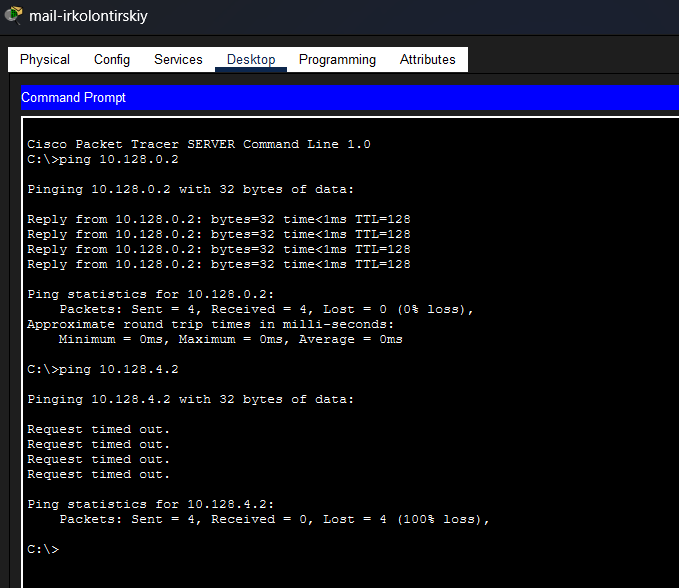 mail-irkolontirskiy
Physical Config Services Desktop Programming Attributes
Command Prompt
Cisco Packet Tracer SERVER Command Line 1.0
C:\>ping 10.128.0.2
Pinging 10.128.0.2 with 32 bytes of data:
Reply from 10.128.0.2: bytes=32 time<1ms TTL=128
Reply from 10.128.0.2: bytes=32 time<1ms TTL=128
Reply from 10.128.0.2: bytes=32 time<1ms TTL=128
Reply from 10.128.0.2: bytes=32 time<1ms TTL=128
Ping statistics for 10.128.0.2:
Packets: Sent = 4, Received = 4, Lost = 0 (0% loss),
Approximate round trip times in milli-seconds:
Minimum = 0ms, Maximum = 0ms, Average = 0ms
C:\>ping 10.128.4.2
Pinging 10.128.4.2 with 32 bytes of data:
Request timed out.
Request timed out.
Request timed out.
Request timed out.
Ping statistics for 10.128.4.2:
Packets: Sent = 4, Received = 0, Lost = 4 (100% loss),
C:\>